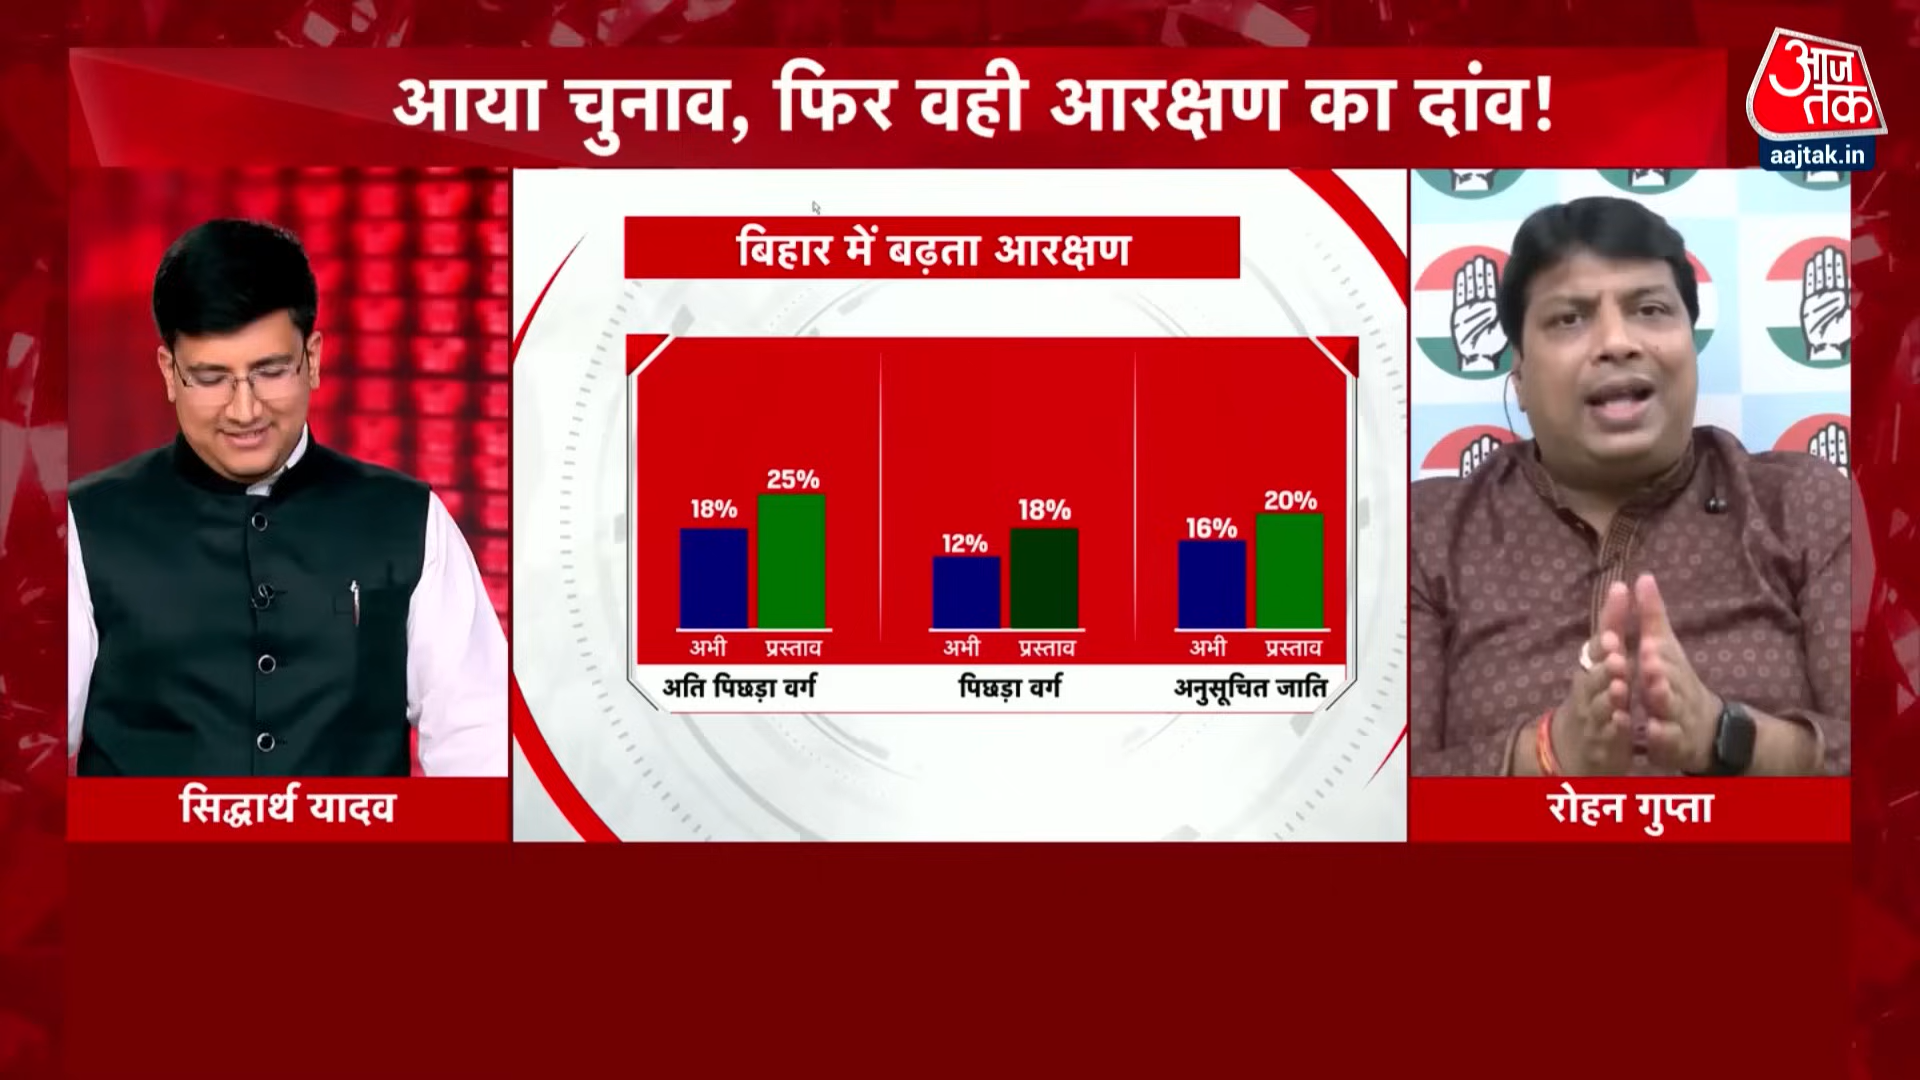 आया चुनाव, फिर वही आरक्षण का दांव!
आज
तक
aajtak.in
बिहार में बढ़ता आरक्षण
18%
25%
12%
18%
16%
20%
अभी
प्रस्ताव
अभी
प्रस्ताव
अभी
प्रस्ताव
अति पिछड़ा वर्ग
पिछड़ा वर्ग
अनुसूचित जाति
सिद्धार्थ यादव
रोहन गुप्ता